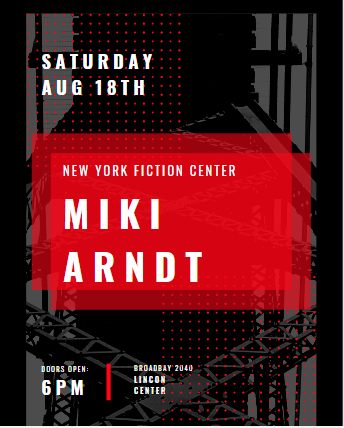 SATURDAY
AUG 18TH
NEW YORK FICTION CENTER
MIKI
ARNDT
DOORS OPEN:
6PM
BROADBAY 2040
LINCON
CENTER